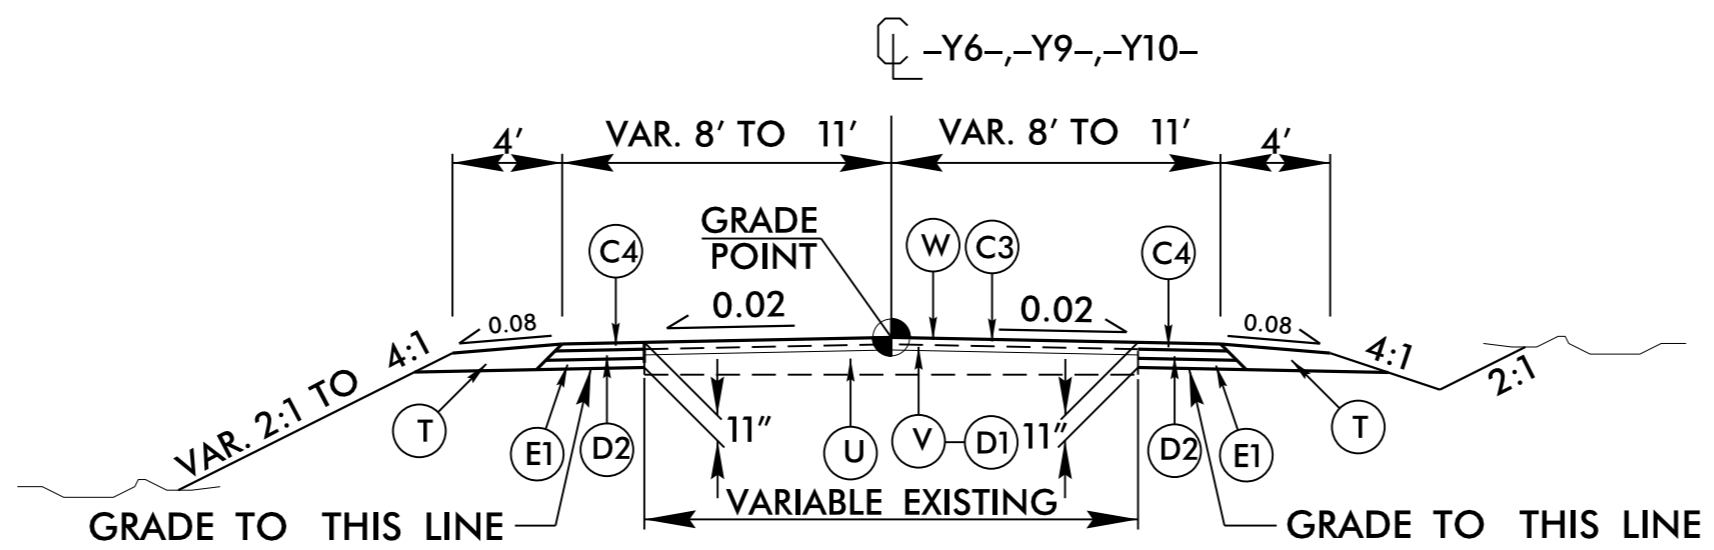 CL –Y6–,–Y9–,–Y10–
4' VAR. 8' TO 11' VAR. 8' TO 11' 4'
GRADE
POINT
C4 W C3 C4
0.08 0.02 0.02 0.08
VAR. 2:1 TO 4:1
4:1
2:1
T E1 D2 11" U V D1 11" D2 E1 T
VARIABLE EXISTING
GRADE TO THIS LINE GRADE TO THIS LINE